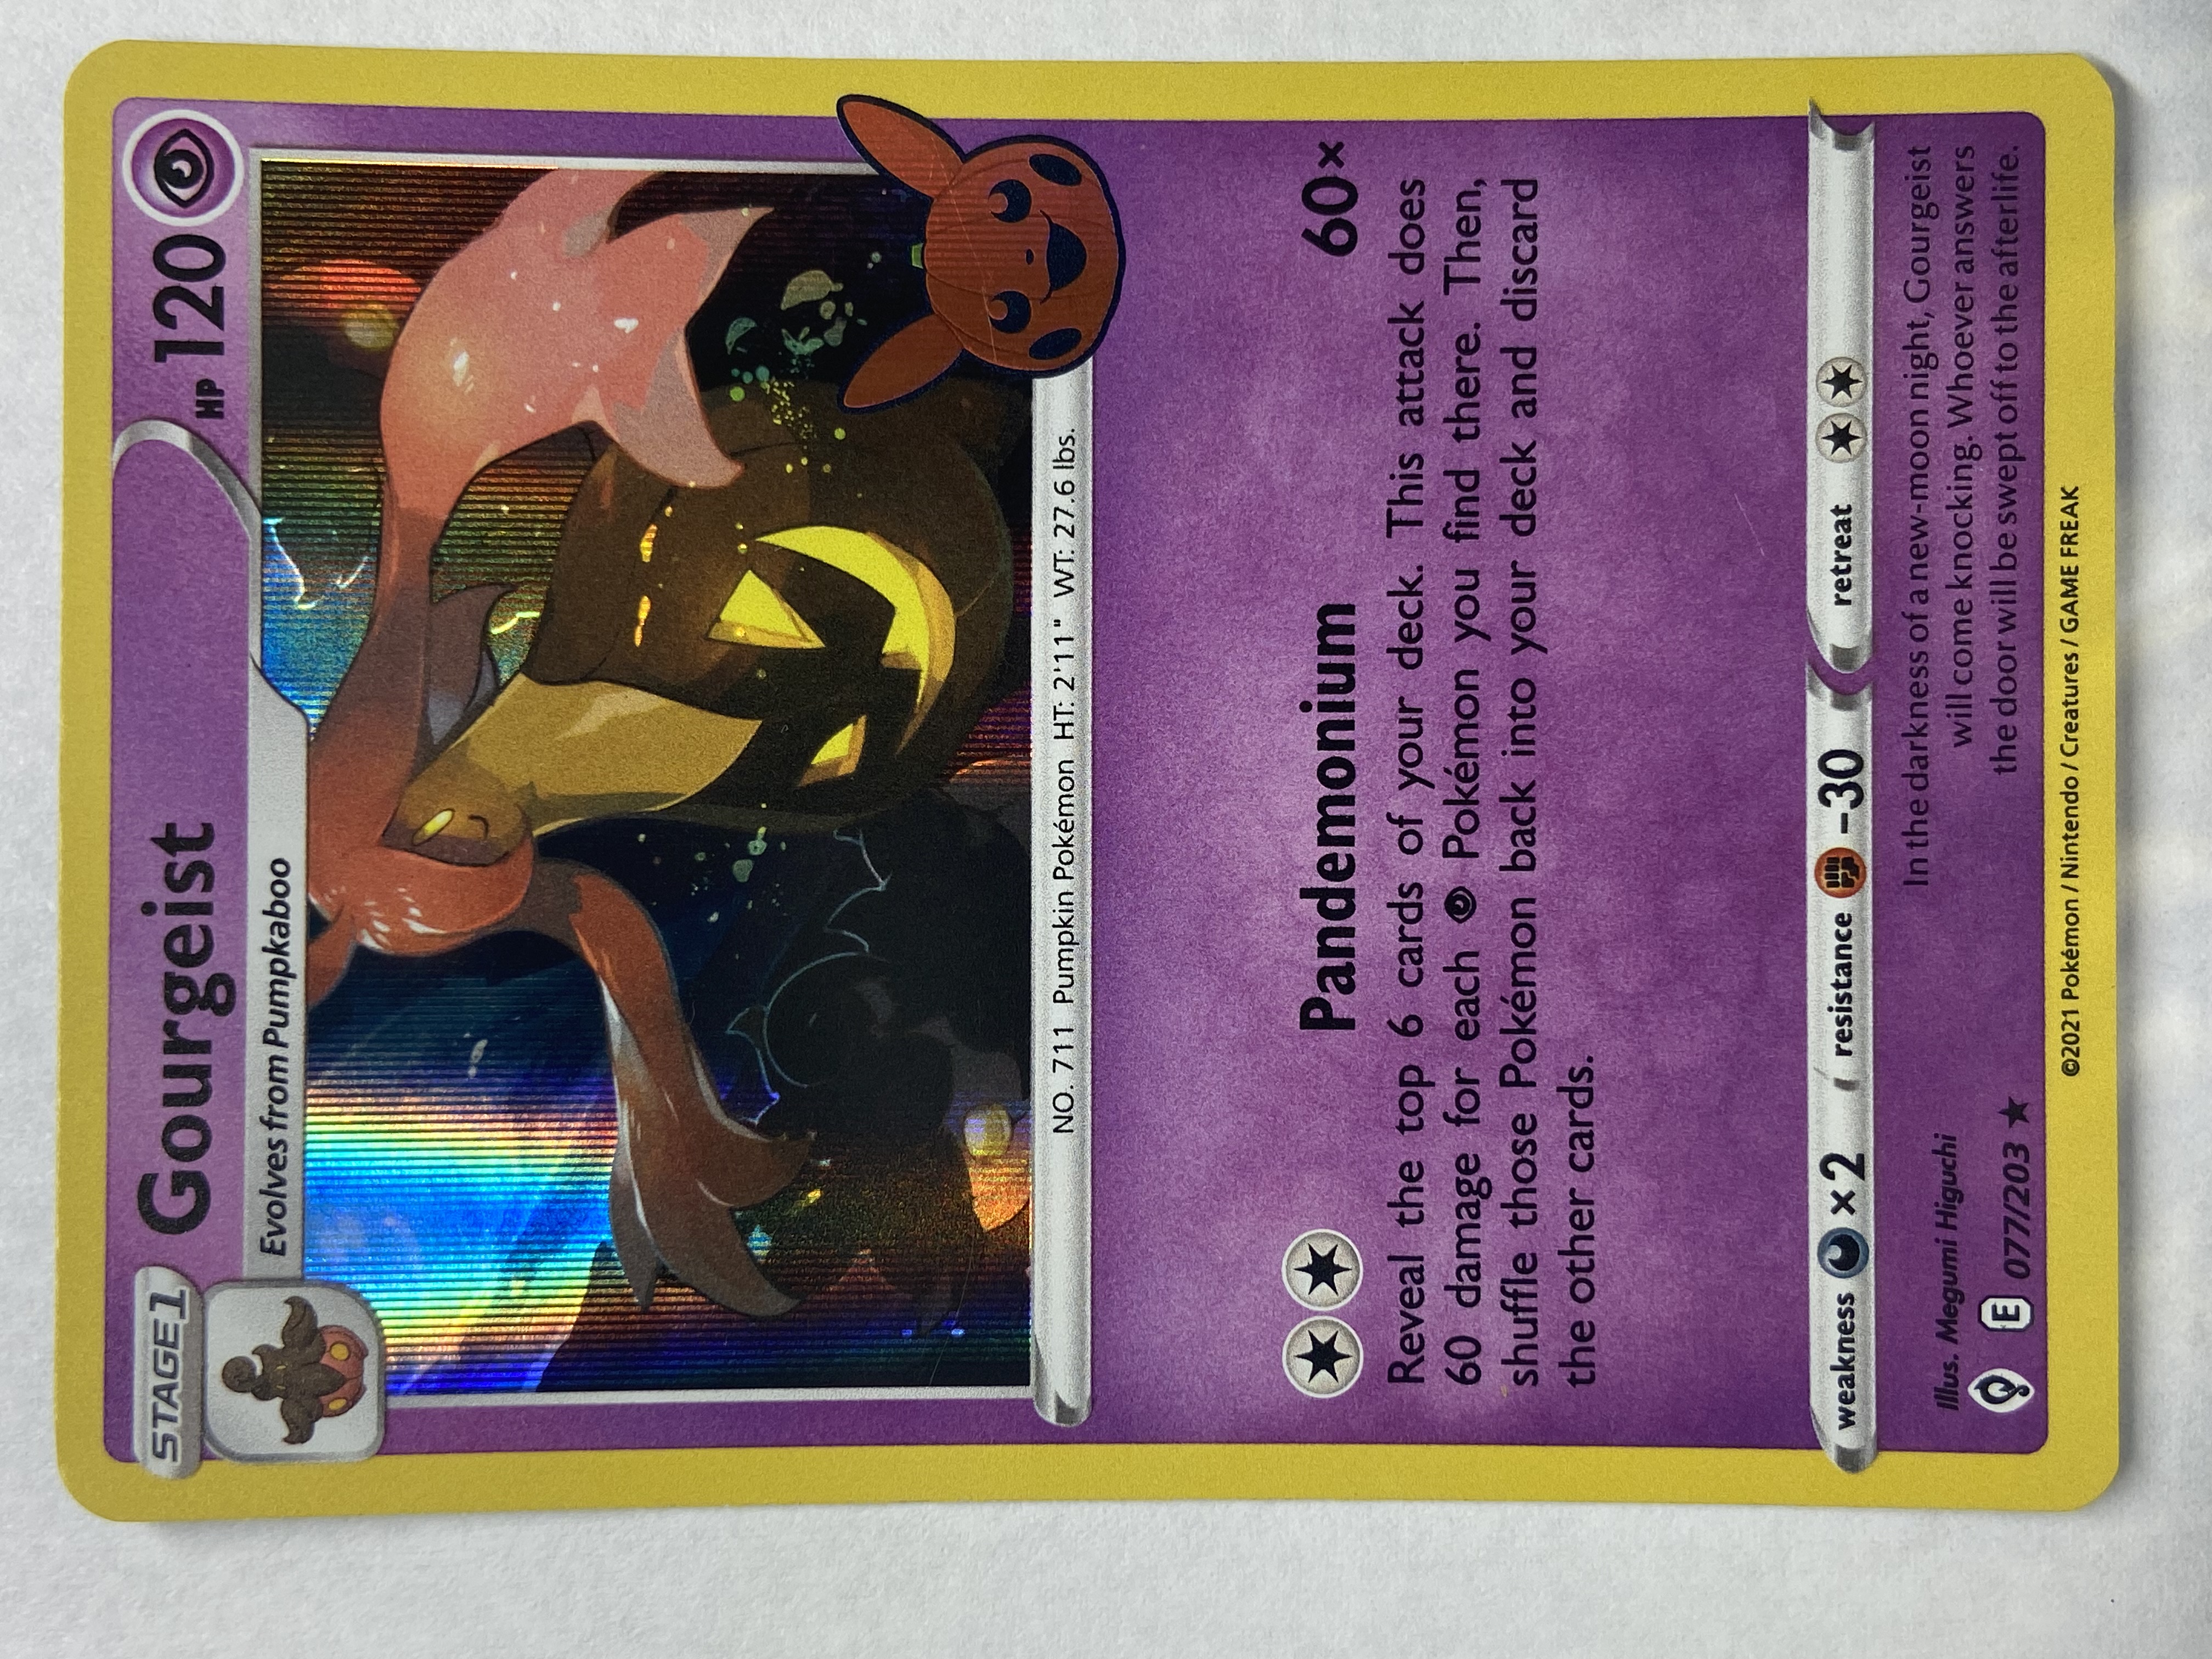 STAGE1
Gourgeist
HP 120
Evolves from Pumpkaboo
NO. 711 Pumpkin Pokémon HT: 2'11" WT: 27.6 lbs.
Pandemonium 60×
Reveal the top 6 cards of your deck. This attack does
60 damage for each Pokémon you find there. Then,
shuffle those Pokémon back into your deck and discard
the other cards.
weakness ×2 resistance -30 retreat
In the darkness of a new-moon night, Gourgeist
will come knocking. Whoever answers
the door will be swept off to the afterlife.
Illus. Megumi Higuchi
E 077/203 ★
©2021 Pokémon / Nintendo / Creatures / GAME FREAK